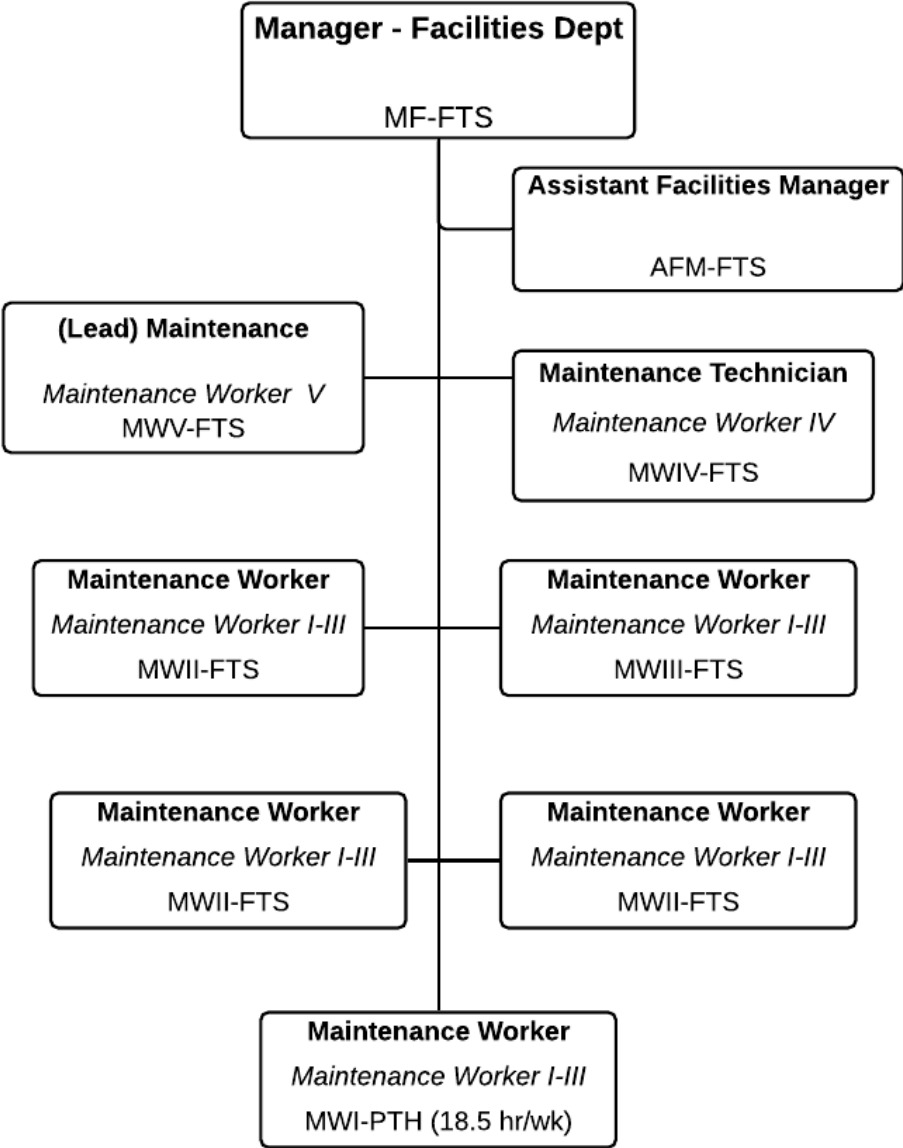 Manager - Facilities Dept
MF-FTS
Assistant Facilities Manager
AFM-FTS
(Lead) Maintenance
Maintenance Worker  V
MWV-FTS
Maintenance Technician
Maintenance Worker IV
MWIV-FTS
Maintenance Worker
Maintenance Worker I-III
MWII-FTS
Maintenance Worker
Maintenance Worker I-III
MWIII-FTS
Maintenance Worker
Maintenance Worker I-III
MWII-FTS
Maintenance Worker
Maintenance Worker I-III
MWII-FTS
Maintenance Worker
Maintenance Worker I-III
MWI-PTH (18.5 hr/wk)